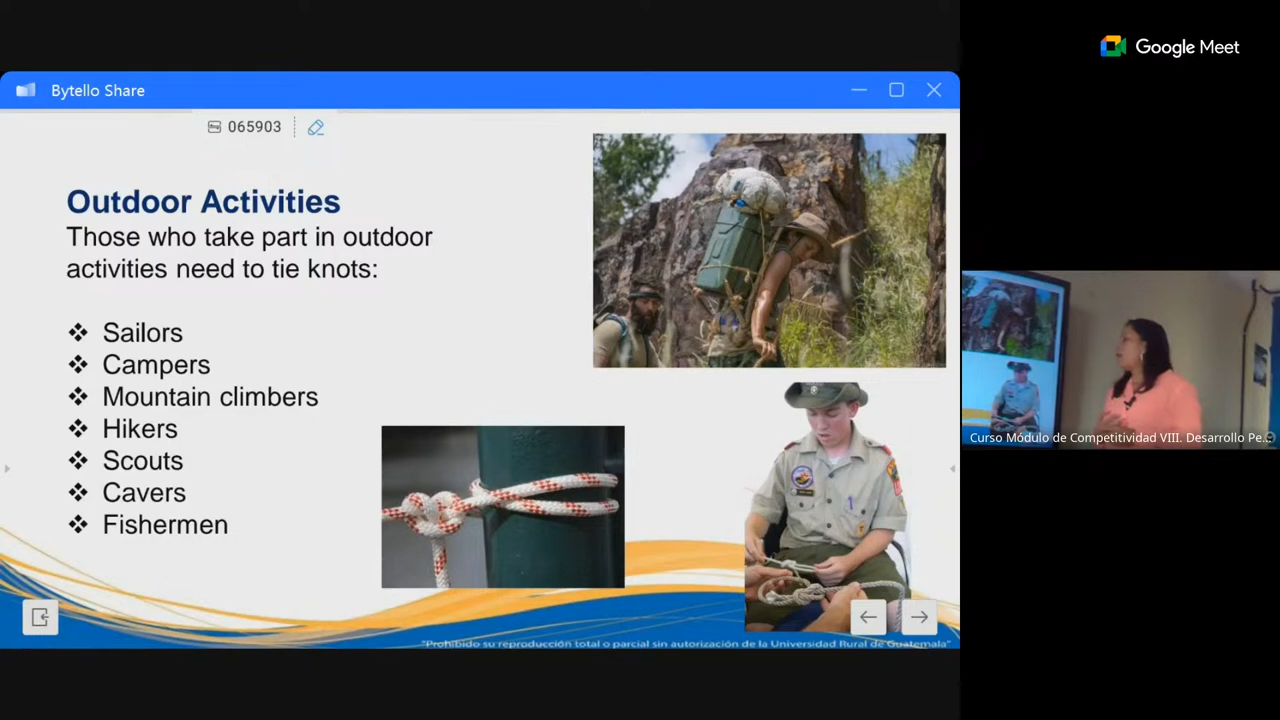 Google Meet
Bytello Share
065903
Outdoor Activities
Those who take part in outdoor
activities need to tie knots:
❖ Sailors
❖ Campers
❖ Mountain climbers
❖ Hikers
❖ Scouts
❖ Cavers
❖ Fishermen
Curso Módulo de Competitividad VIII. Desarrollo Pe...
"Prohibido su reproducción total o parcial sin autorización de la Universidad Rural de Guatemala"